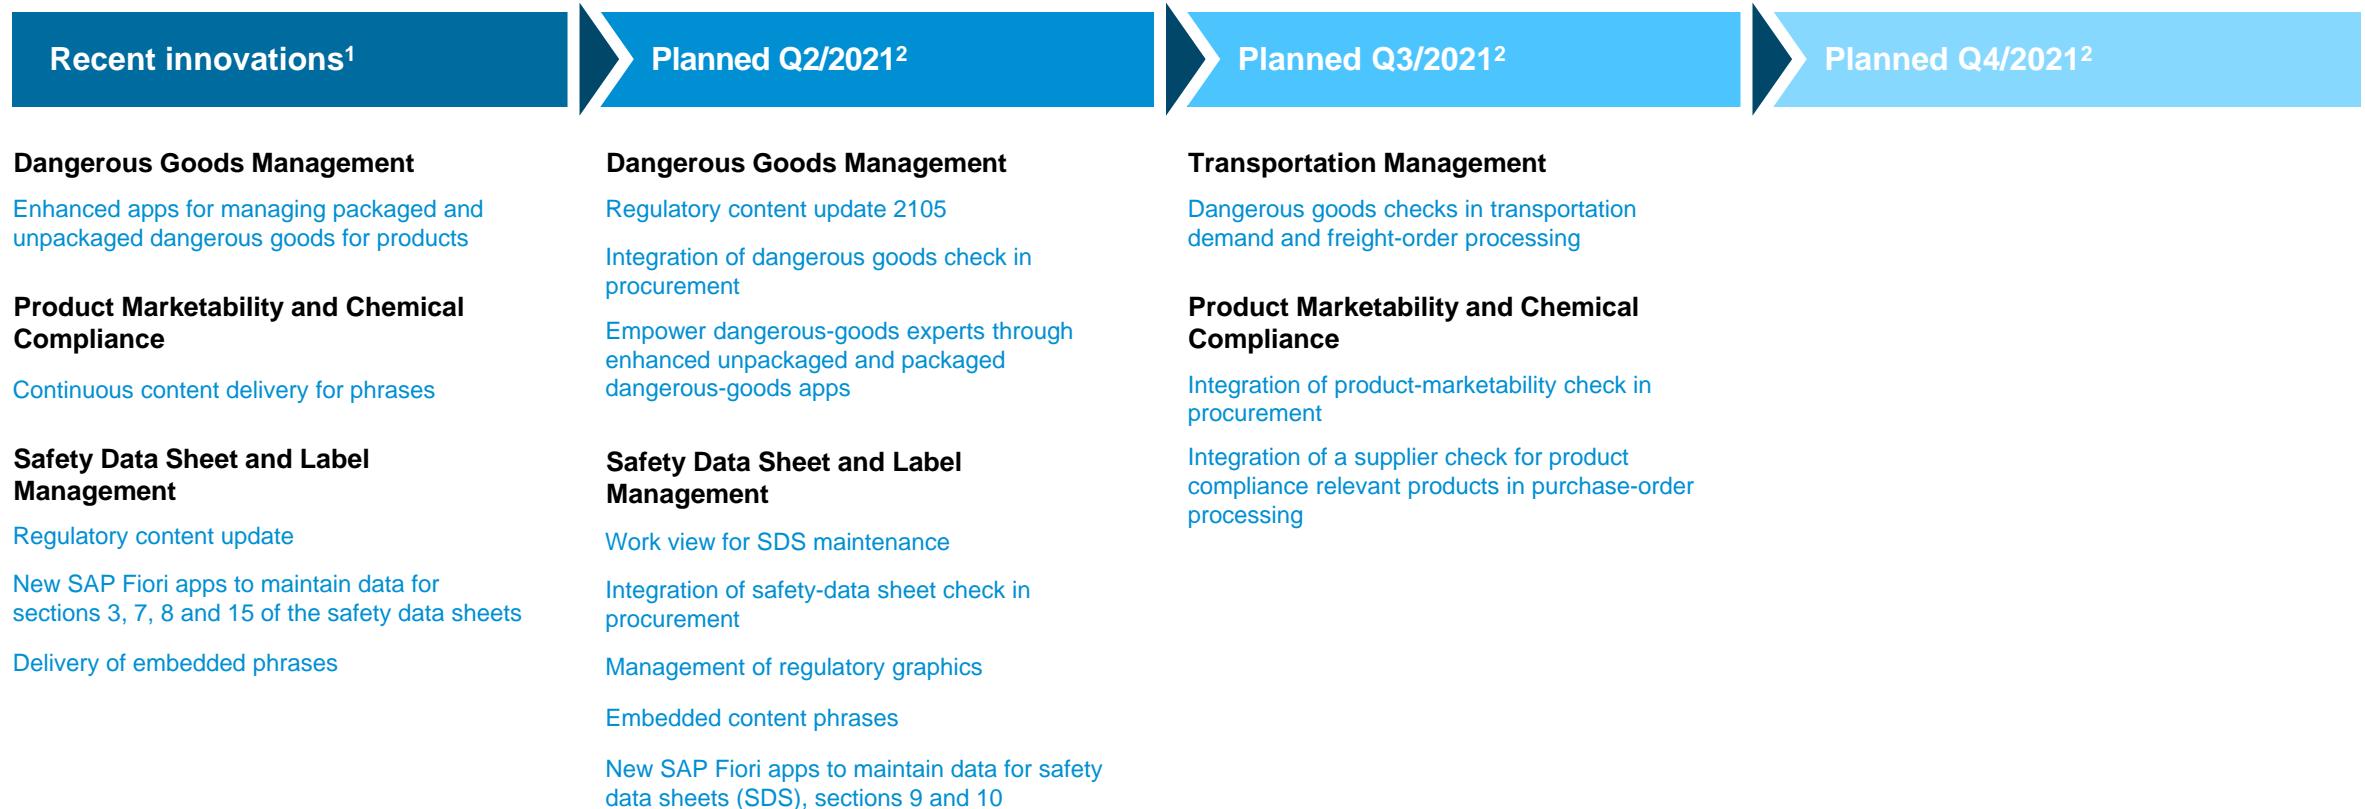 Recent innovations¹
Planned Q2/2021²
Planned Q3/2021²
Planned Q4/2021²
Dangerous Goods Management
Enhanced apps for managing packaged and
unpackaged dangerous goods for products
Product Marketability and Chemical
Compliance
Continuous content delivery for phrases
Safety Data Sheet and Label
Management
Regulatory content update
New SAP Fiori apps to maintain data for
sections 3, 7, 8 and 15 of the safety data sheets
Delivery of embedded phrases
Dangerous Goods Management
Regulatory content update 2105
Integration of dangerous goods check in
procurement
Empower dangerous-goods experts through
enhanced unpackaged and packaged
dangerous-goods apps
Safety Data Sheet and Label
Management
Work view for SDS maintenance
Integration of safety-data sheet check in
procurement
Management of regulatory graphics
Embedded content phrases
New SAP Fiori apps to maintain data for safety
data sheets (SDS), sections 9 and 10
Transportation Management
Dangerous goods checks in transportation
demand and freight-order processing
Product Marketability and Chemical
Compliance
Integration of product-marketability check in
procurement
Integration of a supplier check for product
compliance relevant products in purchase-order
processing